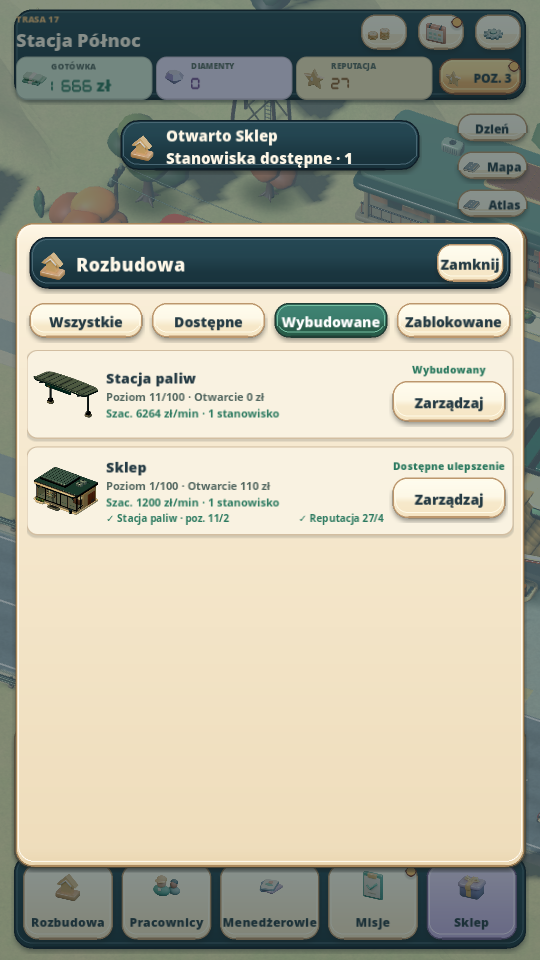 TRASA 17
Stacja Północ
GOTÓWKA
666 zł
DIAMENTY
0
REPUTACJA
27
POZ. 3
Otwarto Sklep
Stanowiska dostępne · 1
Dzień
Mapa
Atlas
Rozbudowa
Zamknij
Wszystkie
Dostępne
Wybudowane
Zablokowane
Stacja paliw
Poziom 11/100 · Otwarcie 0 zł
Szac. 6264 zł/min · 1 stanowisko
Wybudowany
Zarządzaj
Sklep
Poziom 1/100 · Otwarcie 110 zł
Szac. 1200 zł/min · 1 stanowisko
✓ Stacja paliw · poz. 11/2
✓ Reputacja 27/4
Dostępne ulepszenie
Zarządzaj
Rozbudowa
Pracownicy
Menedżerowie
Misje
Sklep